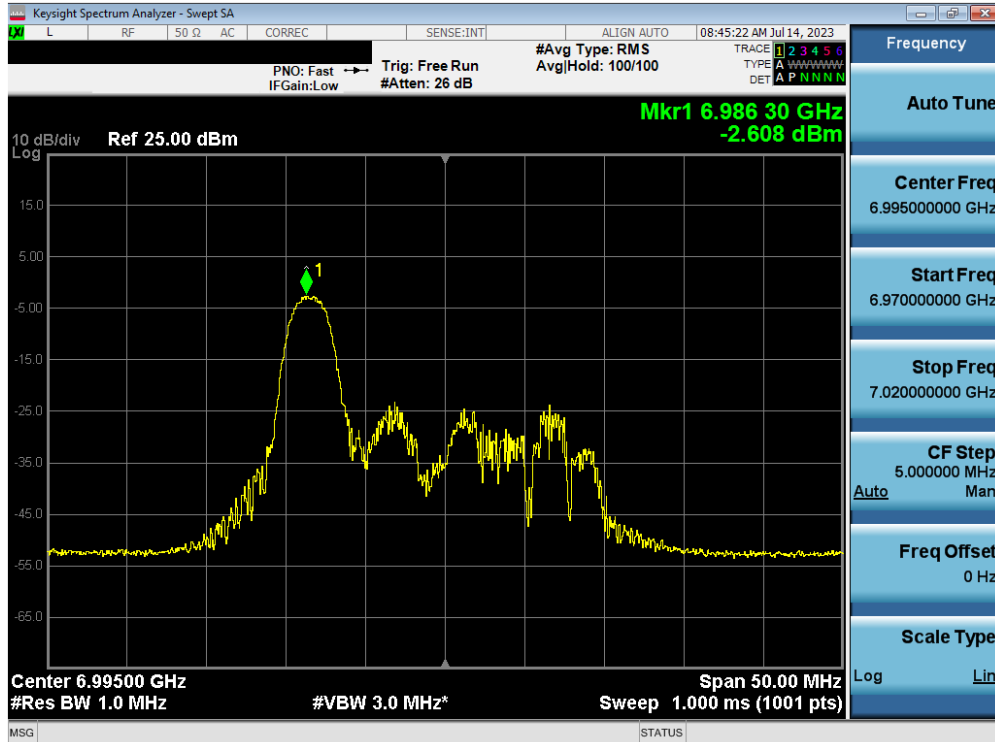 Keysight Spectrum Analyzer - Swept SA
LXI L RF 50 Ω AC CORREC SENSE:INT ALIGN AUTO 08:45:22 AM Jul 14, 2023
PNO: Fast
IFGain:Low
Trig: Free Run
#Atten: 26 dB
#Avg Type: RMS
Avg|Hold: 100/100
TRACE 1 2 3 4 5 6
TYPE A WWWWW
DET A P N N N N
Mkr1 6.986 30 GHz
-2.608 dBm
10 dB/div Ref 25.00 dBm
Log
15.0
5.00
-5.00
-15.0
-25.0
-35.0
-45.0
-55.0
-65.0
1
Center 6.99500 GHz Span 50.00 MHz
#Res BW 1.0 MHz #VBW 3.0 MHz* Sweep 1.000 ms (1001 pts)
MSG STATUS
Frequency
Auto Tune
Center Freq
6.995000000 GHz
Start Freq
6.970000000 GHz
Stop Freq
7.020000000 GHz
CF Step
5.000000 MHz
Auto Man
Freq Offset
0 Hz
Scale Type
Log Lin